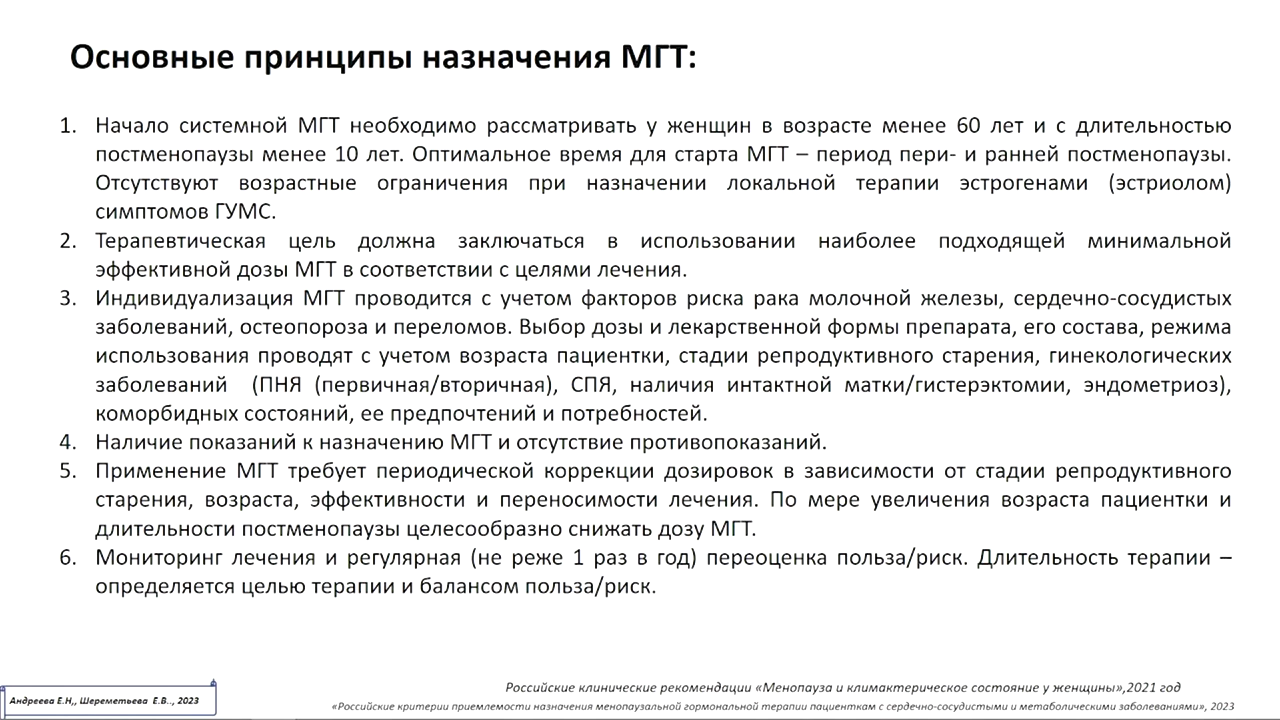 Основные принципы назначения МГТ:
1. Начало системной МГТ необходимо рассматривать у женщин в возрасте менее 60 лет и с длительностью
постменопаузы менее 10 лет. Оптимальное время для старта МГТ – период пери- и ранней постменопаузы.
Отсутствуют возрастные ограничения при назначении локальной терапии эстрогенами (эстриолом)
симптомов ГУМС.
2. Терапевтическая цель должна заключаться в использовании наиболее подходящей минимальной
эффективной дозы МГТ в соответствии с целями лечения.
3. Индивидуализация МГТ проводится с учетом факторов риска рака молочной железы, сердечно-сосудистых
заболеваний, остеопороза и переломов. Выбор дозы и лекарственной формы препарата, его состава, режима
использования проводят с учетом возраста пациентки, стадии репродуктивного старения, гинекологических
заболеваний (ПНЯ (первичная/вторичная), СПЯ, наличия интактной матки/гистерэктомии, эндометриоз),
коморбидных состояний, ее предпочтений и потребностей.
4. Наличие показаний к назначению МГТ и отсутствие противопоказаний.
5. Применение МГТ требует периодической коррекции дозировок в зависимости от стадии репродуктивного
старения, возраста, эффективности и переносимости лечения. По мере увеличения возраста пациентки и
длительности постменопаузы целесообразно снижать дозу МГТ.
6. Мониторинг лечения и регулярная (не реже 1 раз в год) переоценка польза/риск. Длительность терапии –
определяется целью терапии и балансом польза/риск.
Российские клинические рекомендации «Менопауза и климактерическое состояние у женщины»,2021 год
Андреева Е.Н,, Шереметьева Е.В.., 2023
«Российские критерии приемлемости назначения менопаузальной гормональной терапии пациенткам с сердечно-сосудистыми и метаболическими заболеваниями», 2023